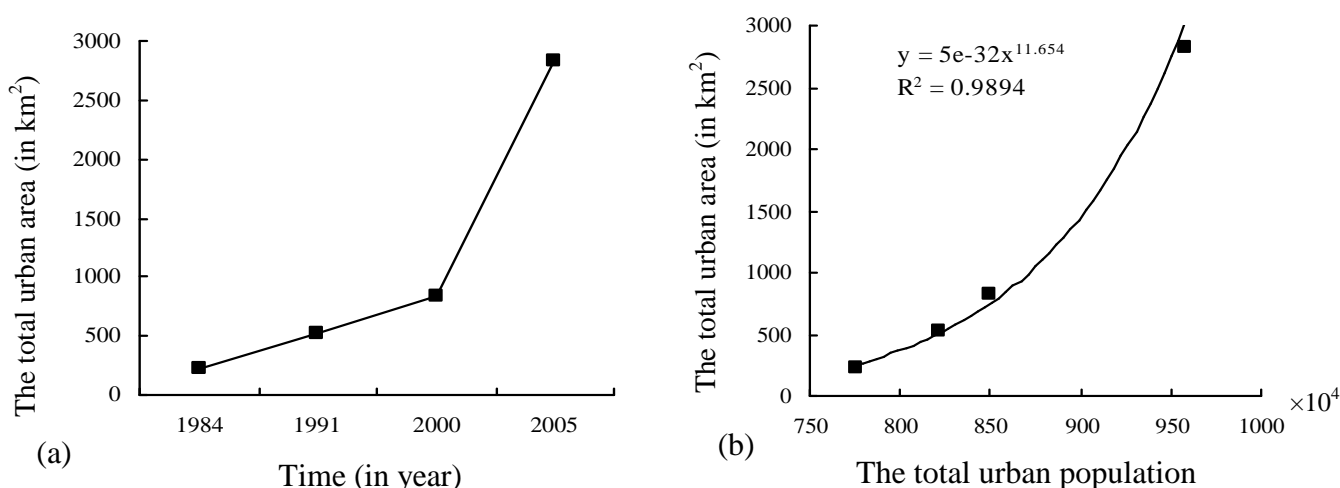 The total urban area (in km²)
3000
2500
2000
1500
1000
500
0
1984 1991 2000 2005
Time (in year)
(a)
The total urban area (in km²)
3000
2500
2000
1500
1000
500
0
y = 5e-32x^11.654
R² = 0.9894
750 800 850 900 950 1000
×10⁴
The total urban population
(b)